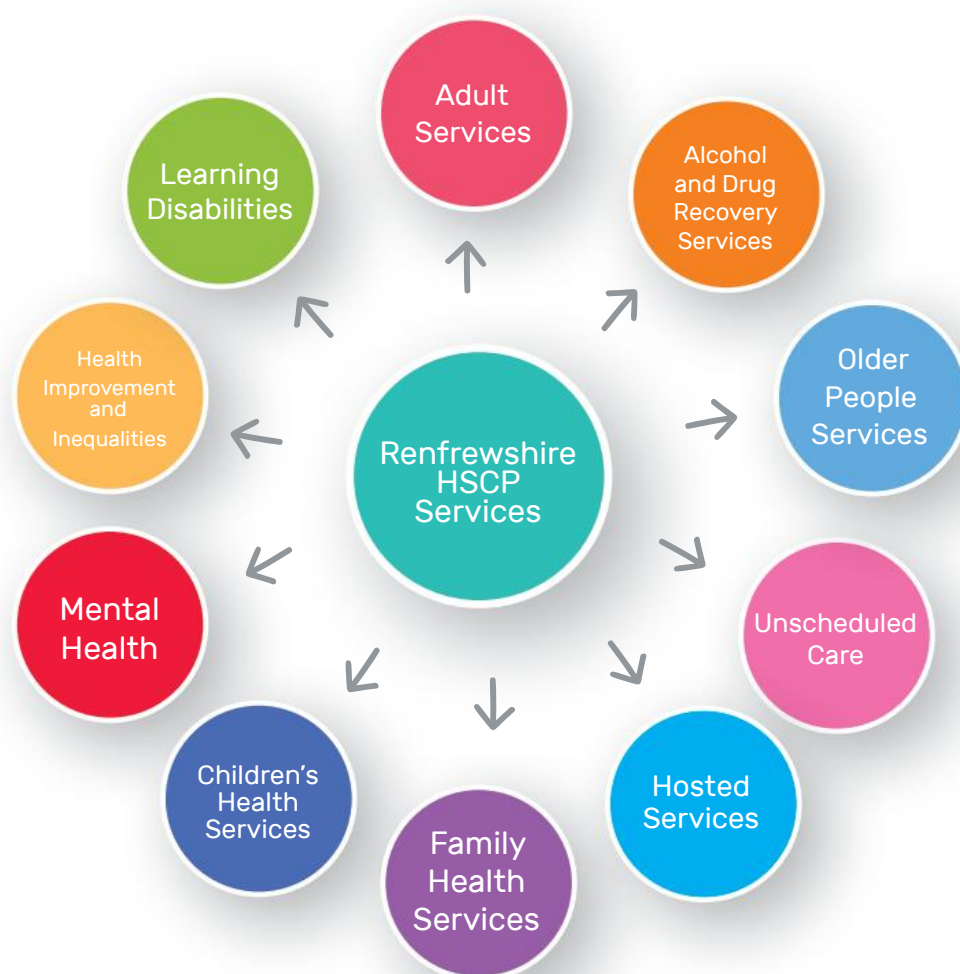 Adult
Services
Alcohol
and Drug
Recovery
Services
Older
People
Services
Unscheduled
Care
Hosted
Services
Family
Health
Services
Children’s
Health
Services
Mental
Health
Health
Improvement
and
Inequalities
Learning
Disabilities
Renfrewshire
HSCP
Services